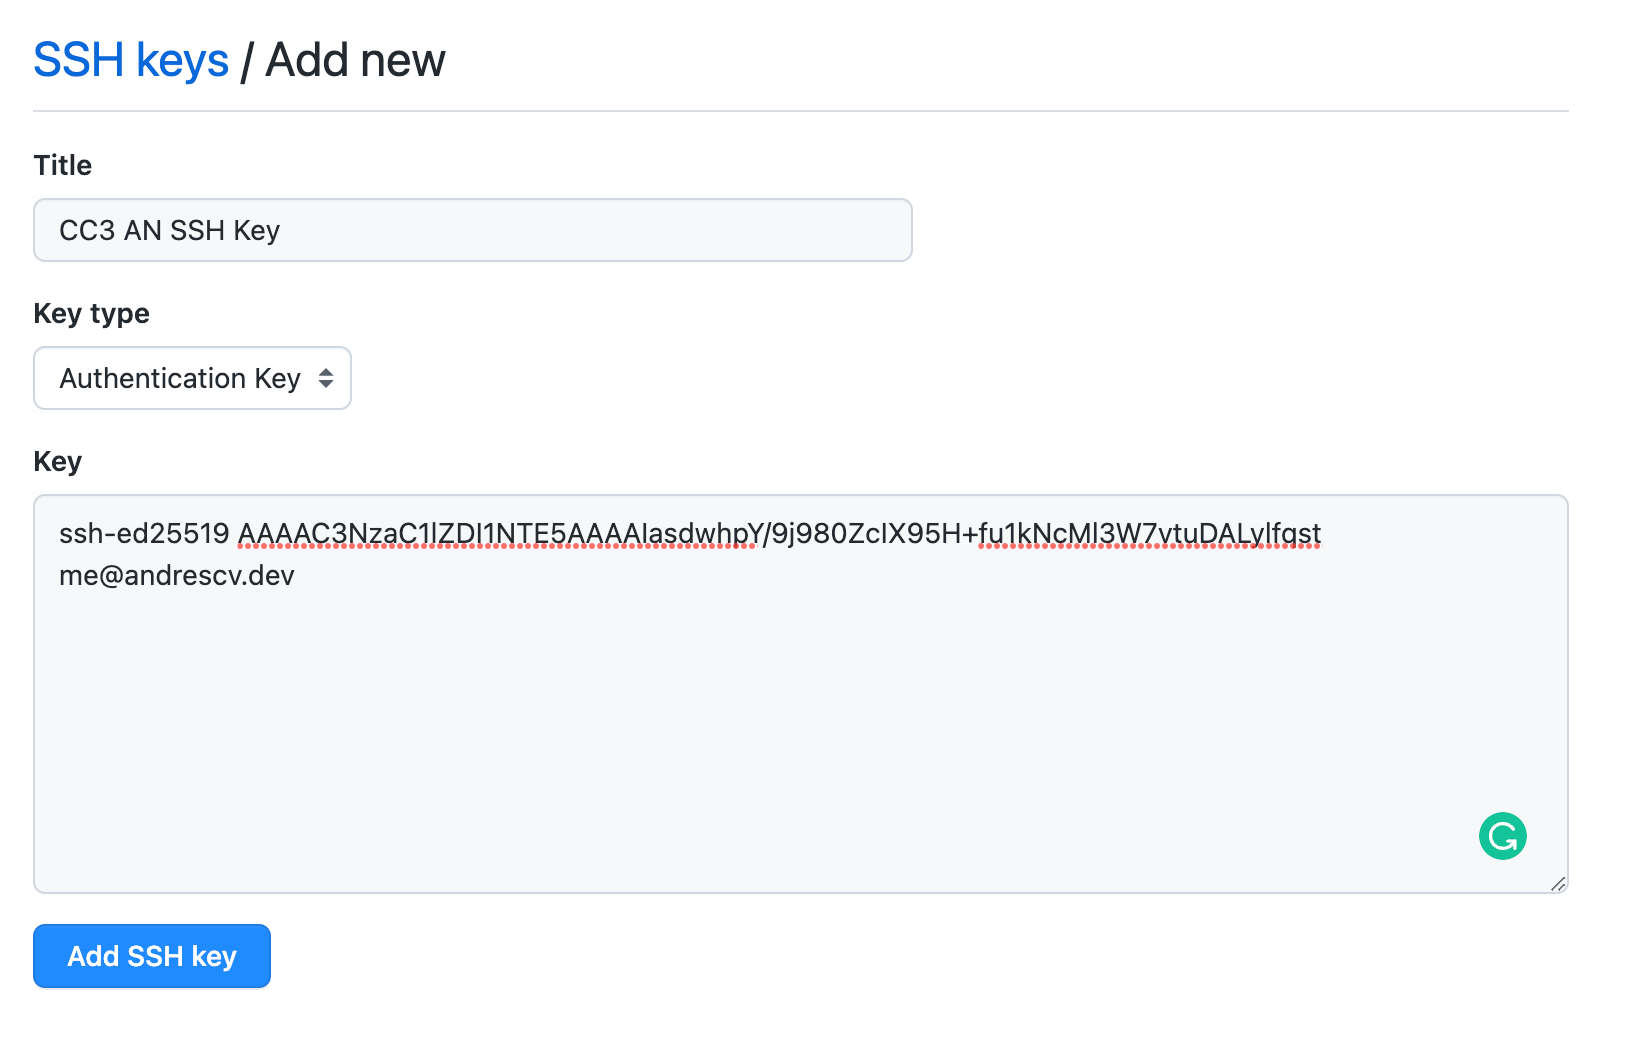 SSH keys / Add new
Title
CC3 AN SSH Key
Key type
Authentication Key
Key
ssh-ed25519 AAAAC3NzaC1lZDI1NTE5AAAAIasdwhpY/9j980ZcIX95H+fu1kNcMl3W7vtuDALylfqst
me@andrescv.dev
Add SSH key